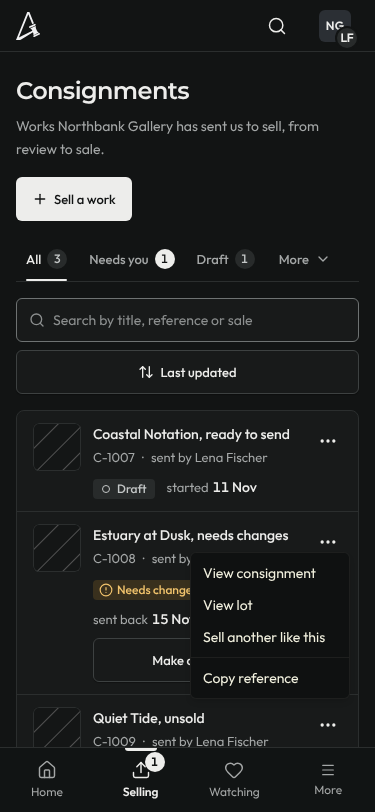 NG
LF
Consignments
Works Northbank Gallery has sent us to sell, from
review to sale.
Sell a work
All 3 Needs you 1 Draft 1 More
Search by title, reference or sale
Last updated
Coastal Notation, ready to send
C-1007 · sent by Lena Fischer
Draft started 11 Nov
Estuary at Dusk, needs changes
C-1008 · sent by
Needs change
sent back 15 Nov
Make
View consignment
View lot
Sell another like this
Copy reference
Quiet Tide, unsold
C-1009 · sent by Lena Fischer
1
Home Selling Watching More